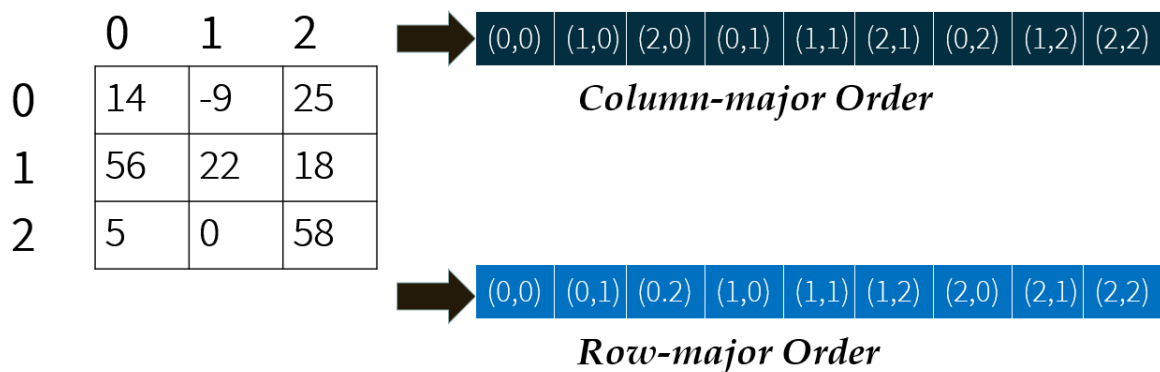 0 1 2
(0,0) (1,0) (2,0) (0,1) (1,1) (2,1) (0,2) (1,2) (2,2)
Column-major Order
0 14 -9 25
1 56 22 18
2 5 0 58
(0,0) (0,1) (0.2) (1,0) (1,1) (1,2) (2,0) (2,1) (2,2)
Row-major Order